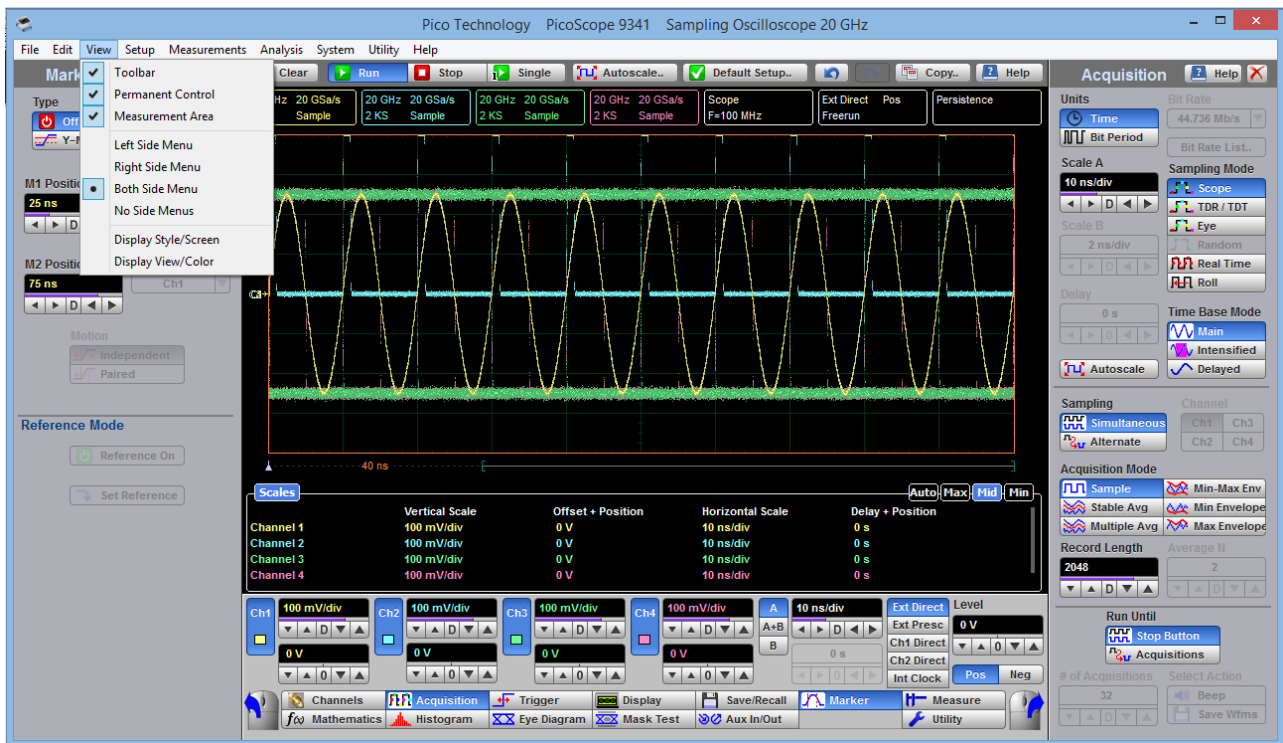 Pico Technology PicoScope 9341 Sampling Oscilloscope 20 GHz
File Edit View Setup Measurements Analysis System Utility Help
Clear Run Stop Single Autoscale.. Default Setup.. Copy.. Help
Toolbar
Permanent Control
Measurement Area
Left Side Menu
Right Side Menu
Both Side Menu
No Side Menus
Display Style/Screen
Display View/Color
Type
Off
M1
25 ns
D
M2
75 ns
Ch1
D
Motion
Independent
Paired
Reference Mode
Reference On
Set Reference
20 GSa/s 20 GHz 20 GSa/s 20 GHz 20 GSa/s 20 GHz 20 GSa/s Scope Ext Direct Pos Persistence
Sample 2 KS Sample 2 KS Sample 2 KS Sample F=100 MHz Freerun
40 ns
Scales Auto Max Mid Min
Vertical Scale Offset + Position Horizontal Scale Delay + Position
Channel 1 100 mV/div 0 V 10 ns/div 0 s
Channel 2 100 mV/div 0 V 10 ns/div 0 s
Channel 3 100 mV/div 0 V 10 ns/div 0 s
Channel 4 100 mV/div 0 V 10 ns/div 0 s
Ch1 100 mV/div Ch2 100 mV/div Ch3 100 mV/div Ch4 100 mV/div A 10 ns/div Ext Direct Level
D D D D A+B D Ext Presc 0 V
0 V 0 V 0 V 0 V B 0 s Ch1 Direct 0
Ch2 Direct
0 0 0 0 0 Int Clock Pos Neg
Channels Acquisition Trigger Display Save/Recall Marker Measure
f(ω) Mathematics Histogram Eye Diagram Mask Test Aux In/Out Utility
Acquisition Help
Units Bit Rate
Time 44.736 Mb/s
Bit Period Bit Rate List..
Scale A Sampling Mode
10 ns/div Scope
D TDR / TDT
Scale B Eye
2 ns/div Random
D Real Time
Roll
Delay
0 s Time Base Mode
0 Main
Intensified
Autoscale Delayed
Sampling Channel
Simultaneous Ch1 Ch3
Alternate Ch2 Ch4
Acquisition Mode
Sample Min-Max Env
Stable Avg Min Envelope
Multiple Avg Max Envelope
Record Length Average N
2048 2
D D
Run Until
Stop Button
Acquisitions
# of Acquisitions Select Action
32 Beep
D Save Wfms